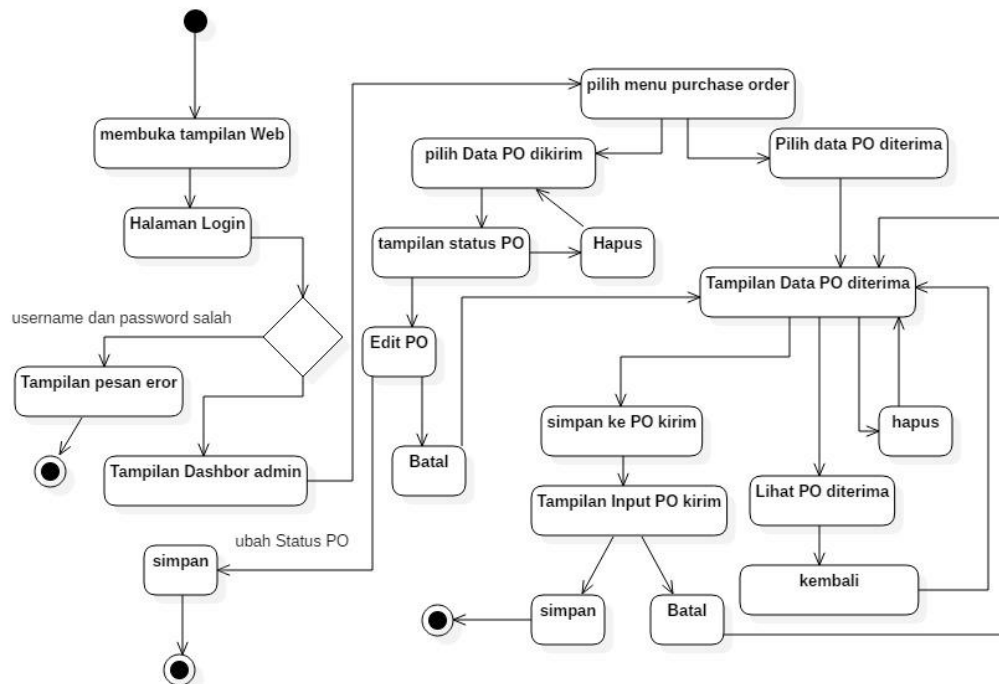 pilih menu purchase order
membuka tampilan Web
pilih Data PO dikirim
Pilih data PO diterima
Halaman Login
tampilan status PO
Hapus
Tampilan Data PO diterima
username dan password salah
Edit PO
Tampilan pesan eror
simpan ke PO kirim
hapus
Batal
Tampilan Dashbor admin
Tampilan Input PO kirim
Lihat PO diterima
ubah Status PO
simpan
kembali
simpan
Batal